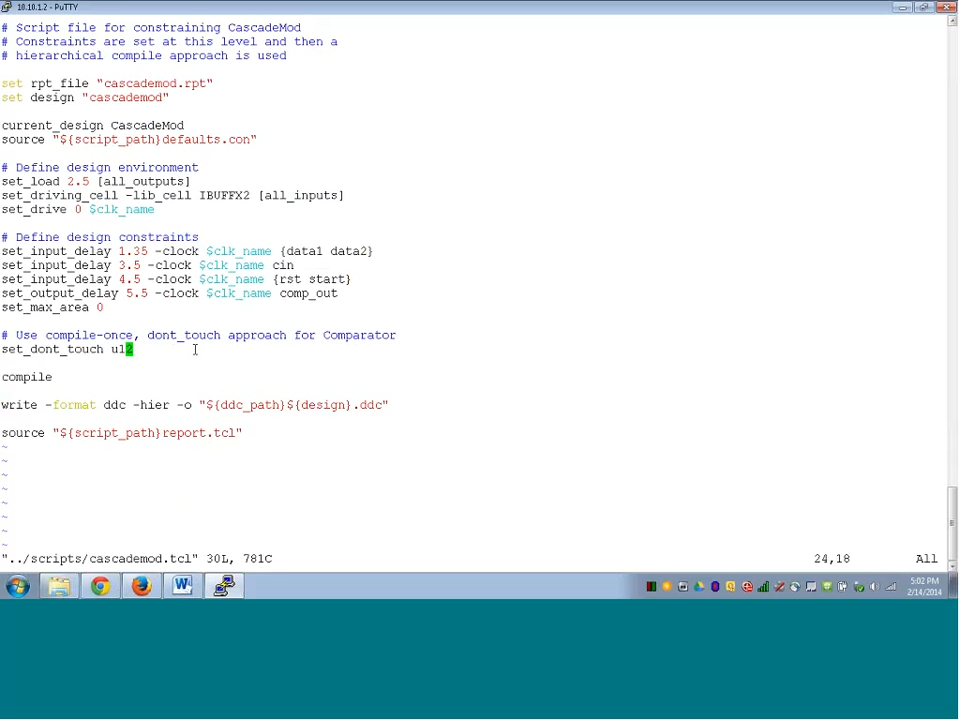 10.10.1.2 - PuTTY
# Script file for constraining CascadeMod
# Constraints are set at this level and then a
# hierarchical compile approach is used
set rpt_file "cascademod.rpt"
set design "cascademod"
current_design CascadeMod
source "${script_path}defaults.con"
# Define design environment
set_load 2.5 [all_outputs]
set_driving_cell -lib_cell IBUFFX2 [all_inputs]
set_drive 0 $clk_name
# Define design constraints
set_input_delay 1.35 -clock $clk_name {data1 data2}
set_input_delay 3.5 -clock $clk_name cin
set_input_delay 4.5 -clock $clk_name {rst start}
set_output_delay 5.5 -clock $clk_name comp_out
set_max_area 0
# Use compile-once, dont_touch approach for Comparator
set_dont_touch u12
compile
write -format ddc -hier -o "${ddc_path}${design}.ddc"
source "${script_path}report.tcl"
~
~
~
~
~
~
~
~
"../scripts/cascademod.tcl" 30L, 781C 24,18 All
5:02 PM
2/14/2014